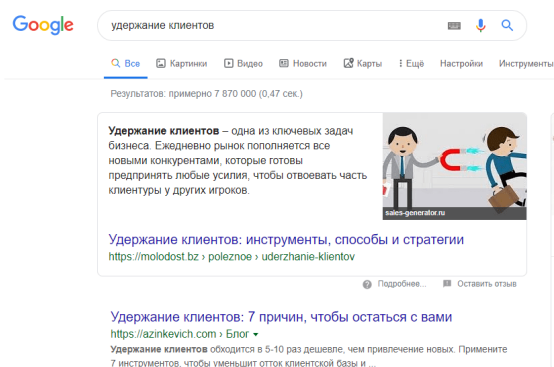 Google
удержание клиентов
Все Картинки Видео Новости Карты Ещё Настройки Инструменты
Результатов: примерно 7 870 000 (0,47 сек.)
Удержание клиентов – одна из ключевых задач
бизнеса. Ежедневно рынок пополняется все
новыми конкурентами, которые готовы
предпринять любые усилия, чтобы отвоевать часть
клиентуры у других игроков.
sales-generator.ru
Удержание клиентов: инструменты, способы и стратегии
https://molodost.bz › poleznoe › uderzhanie-klientov
Подробнее... Оставить отзыв
Удержание клиентов: 7 причин, чтобы остаться с вами
https://azinkevich.com › Блог
Удержание клиентов обходится в 5-10 раз дешевле, чем привлечение новых. Примените
7 инструментов, чтобы уменьшит отток клиентской базы и ...